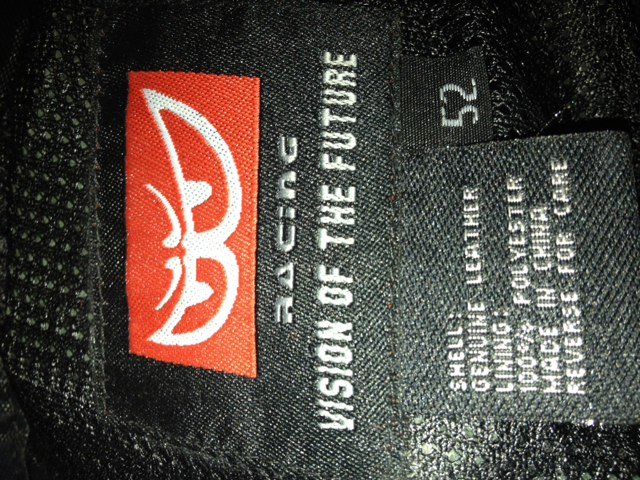 RACING
VISION OF THE FUTURE
52
SHELL:
GENUINE LEATHER
LINING:
100% POLYESTER
MADE IN CHINA
REVERSE FOR CARE